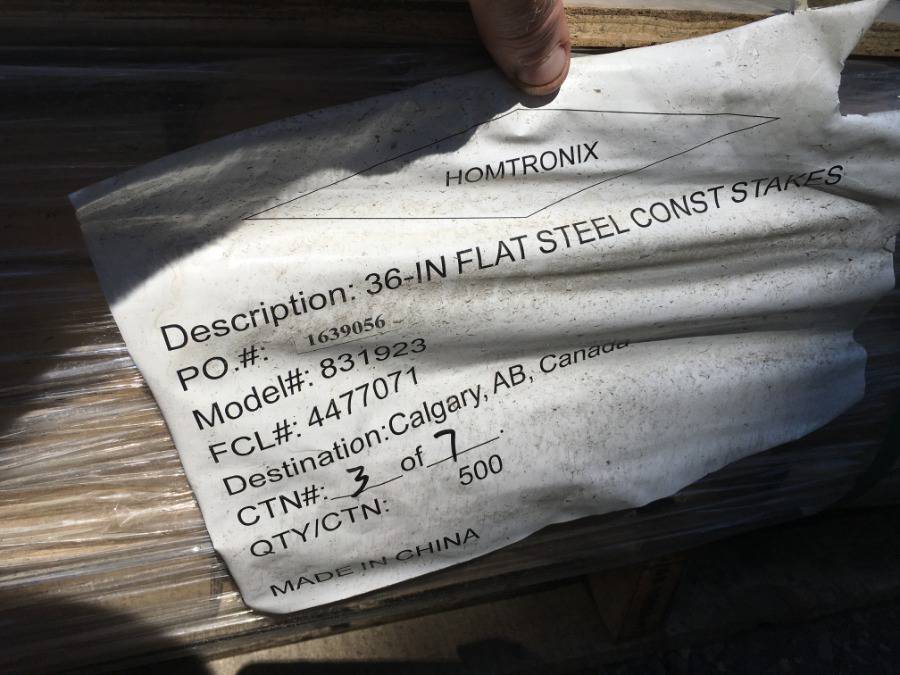 HOMTRONIX
Description: 36-IN FLAT STEEL CONST STAKES
PO.#: 1639056
Model#: 831923
FCL#: 4477071
Destination:Calgary, AB, Canada
CTN#: 3 of 7.
QTY/CTN: 500
MADE IN CHINA